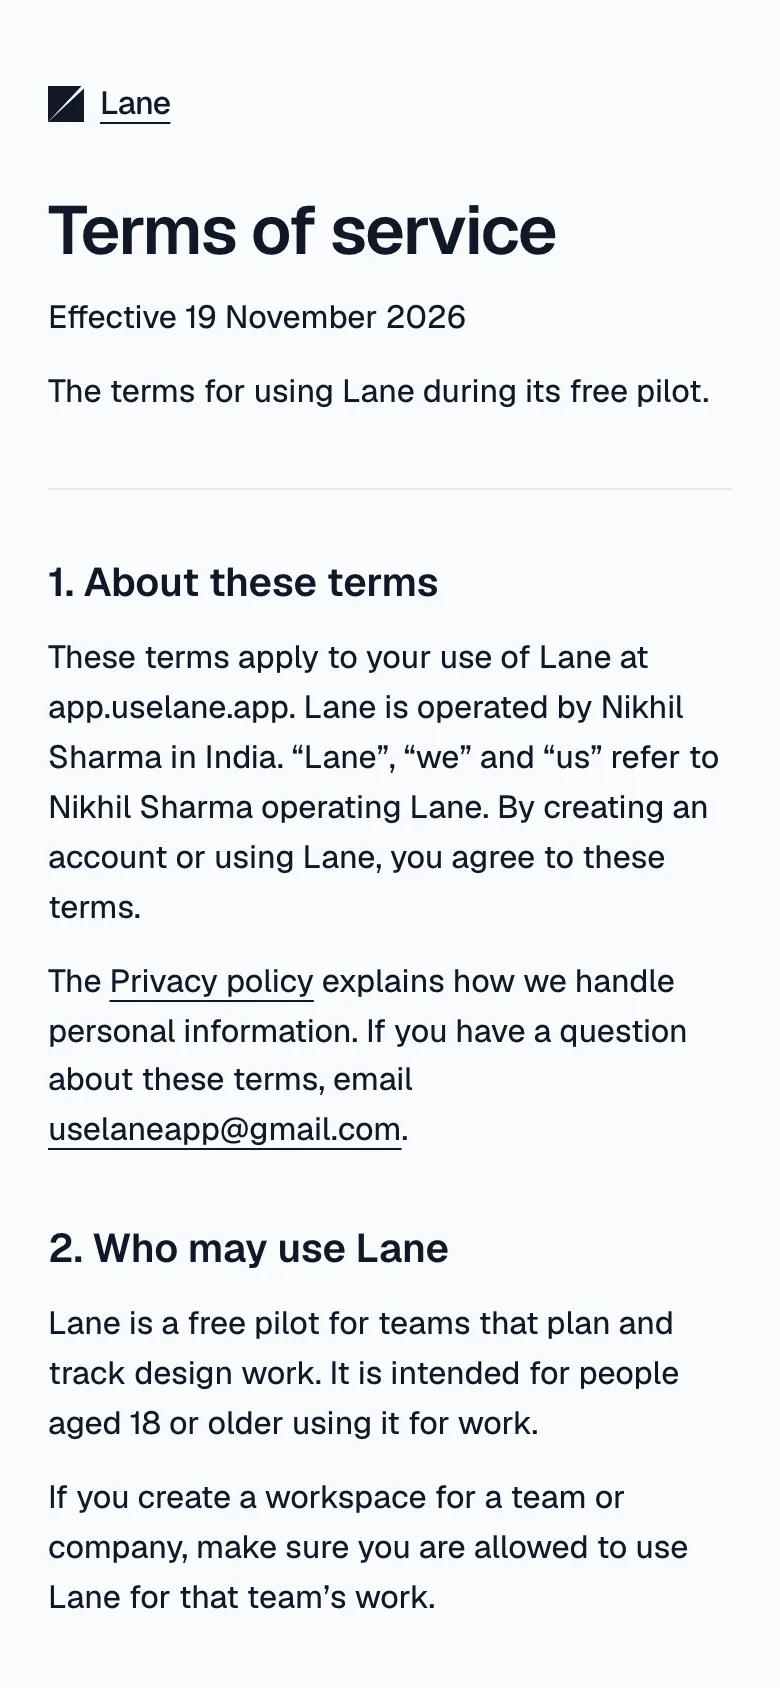 Lane
Terms of service
Effective 19 November 2026
The terms for using Lane during its free pilot.
1. About these terms
These terms apply to your use of Lane at
app.uselane.app. Lane is operated by Nikhil
Sharma in India. “Lane”, “we” and “us” refer to
Nikhil Sharma operating Lane. By creating an
account or using Lane, you agree to these
terms.
The Privacy policy explains how we handle
personal information. If you have a question
about these terms, email
uselaneapp@gmail.com.
2. Who may use Lane
Lane is a free pilot for teams that plan and
track design work. It is intended for people
aged 18 or older using it for work.
If you create a workspace for a team or
company, make sure you are allowed to use
Lane for that team’s work.